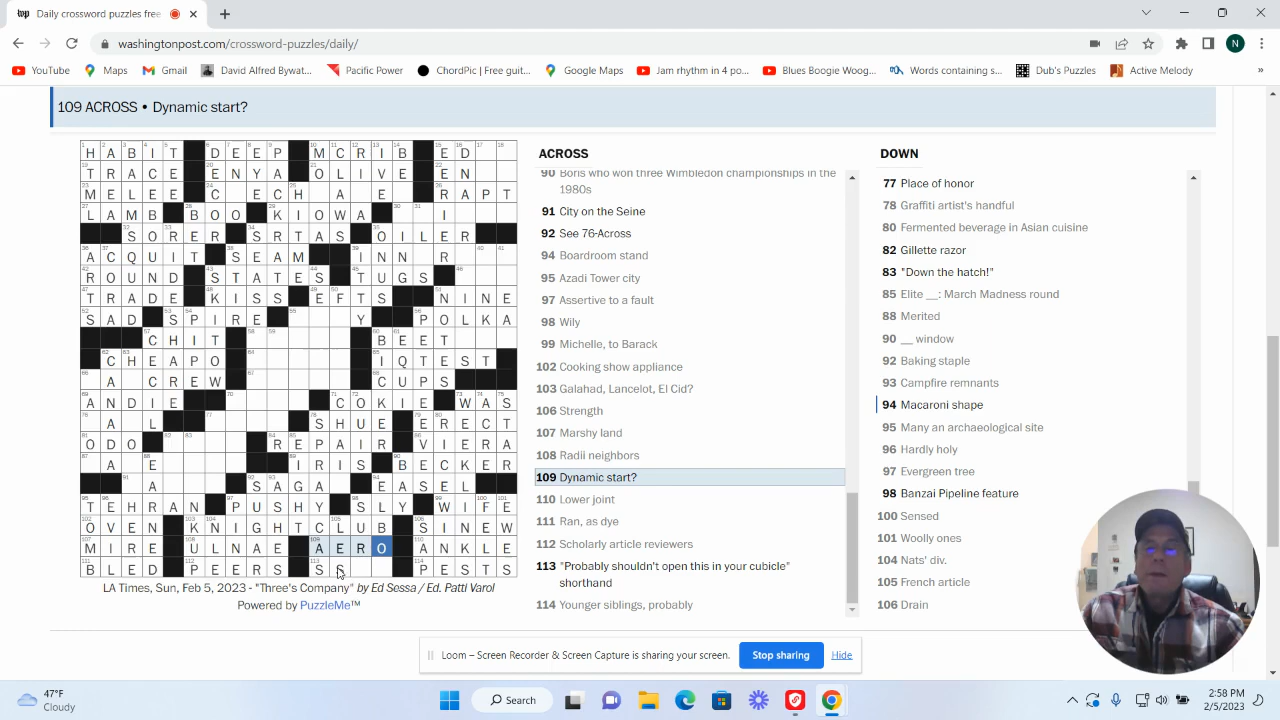 Daily 109 crossword puzzles free
washingtonpost.com/crossword-puzzles/daily/
N
YouTube Maps Gmail David Alfred Bywat... Pacific Power ChordPic | Free guit... Google Maps Jam rhythm in 4 po... Blues Boogie Woog... Words containing s... Dub's Puzzles Active Melody »
109 ACROSS • Dynamic start?
H A B I T D E E P M C R I B E D
T R A C E E N Y A O L I V E E N
M E L E E E C H A E R A P T
L A M B B O O K I O W A I
S O R E R S R T A S O I L E R
A C Q U I T S E A M I N N R
R O U N D S T A T E S T U G S
T R A D E K I S S E F T S N I N E
S A D S P I R E Y P O L K A
C H I T B E E T
C H E A P O I Q T E S T
A C R E W C U P S
A N D I E C O K I E W A S
A L S H U E E R E C T
O D O R E P A I R V I E R A
A E I R I S B E C K E R
A S A G A E A S E L
T E H R A N P U S L Y W I F E
O V E N N I G H T C L U B S I N E W
M I R E U L N A E A E R O A N K L E
B L E D P E E R S S P E S T S
LA Times, Sun, Feb 5, 2023 - "Three's Company" by Ed Sessa / Ed. Patti Varol
Powered by PuzzleMe™
ACROSS
90 Boris who won three Wimbledon championships in the
1980s
91 City on the Seine
92 See 76-Across
94 Boardroom stand
95 Azadi Tower city
97 Assertive to a fault
98 Wily
99 Michelle, to Barack
102 Cooking show appliance
103 Galahad, Lancelot, El Cid?
106 Strength
107 Marshy land
108 Radii neighbors
109 Dynamic start?
110 Lower joint
111 Ran, as dye
112 Scholarly article reviewers
113 "Probably shouldn't open this in your cubicle"
shorthand
114 Younger siblings, probably
DOWN
77 Place of honor
78 Graffiti artist's handful
80 Fermented beverage in Asian cuisine
82 Gillette razor
83 "Down the hatch!"
85 Elite __: March Madness round
88 Merited
90 __ window
92 Baking staple
93 Campfire remnants
94 Macaroni shape
95 Many an archaeological site
96 Hardly holy
97 Evergreen tree
98 Banzai Pipeline feature
100 Sensed
101 Woolly ones
104 Nats' div.
105 French article
106 Drain
Loom – Screen Recorder & Screen Capture is sharing your screen. Stop sharing Hide
47°F
Cloudy
Search
2:58 PM
2/5/2023